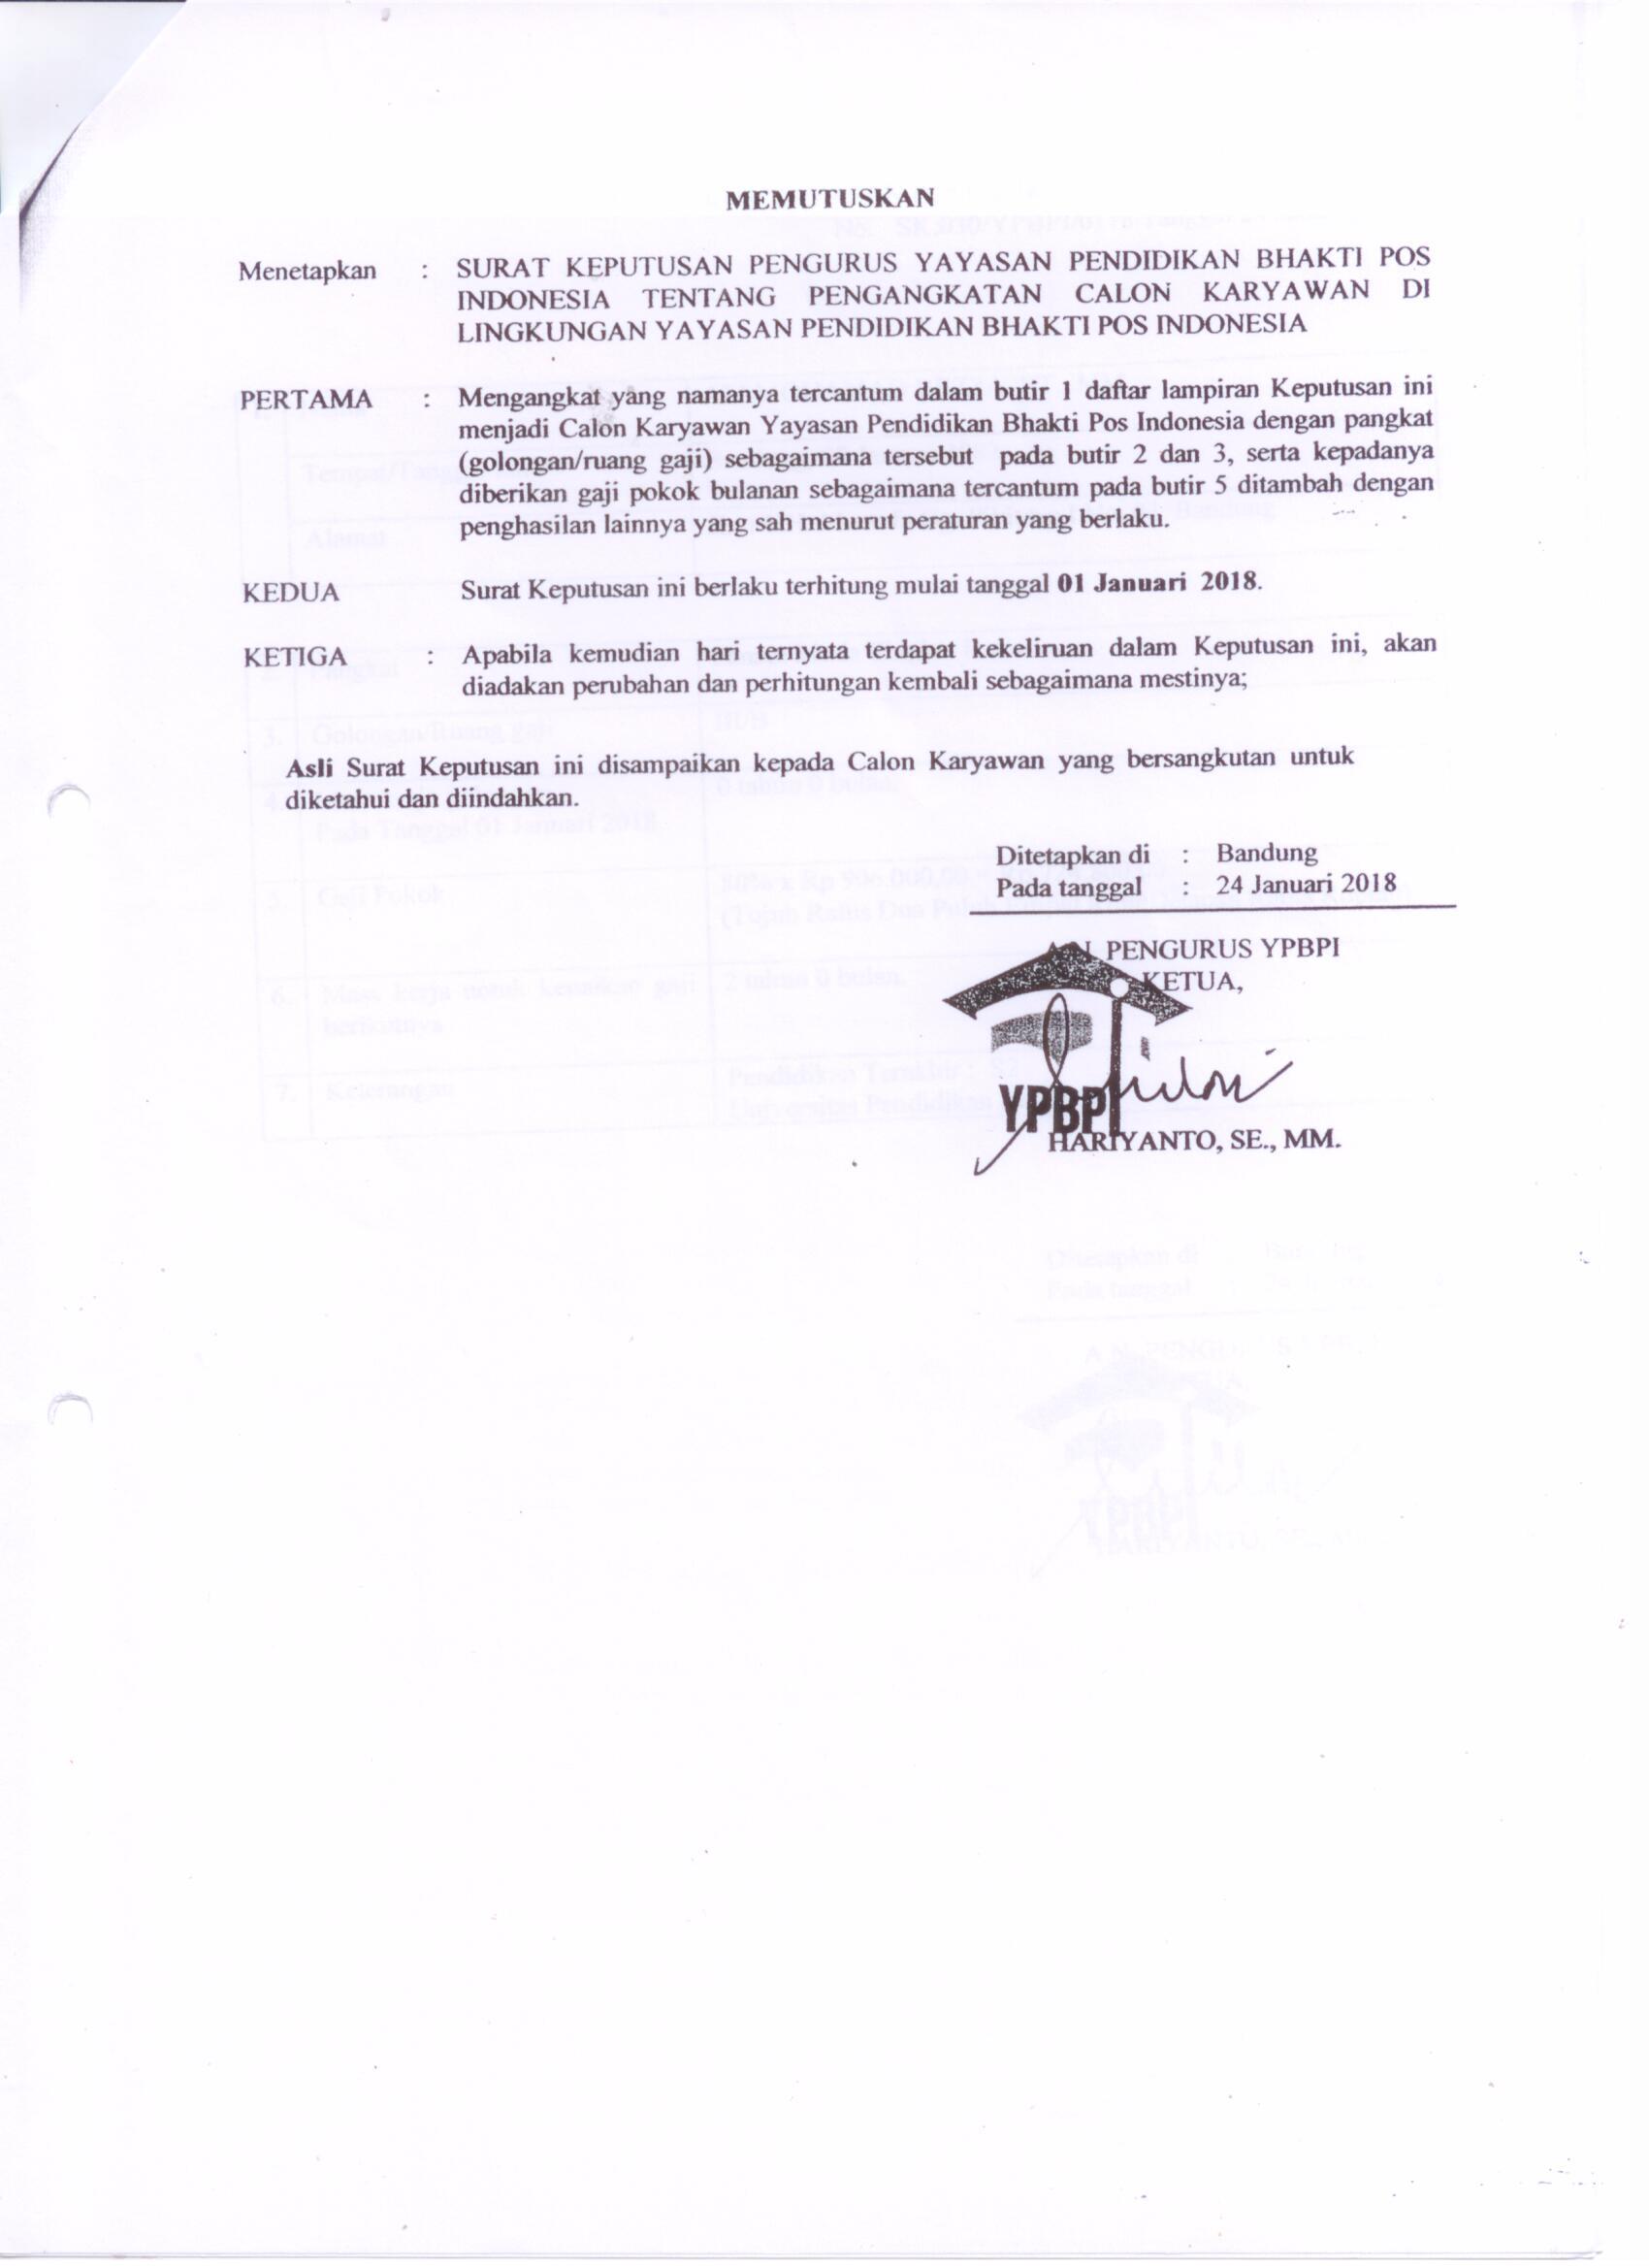 MEMUTUSKAN
Menetapkan : SURAT KEPUTUSAN PENGURUS YAYASAN PENDIDIKAN BHAKTI POS
INDONESIA TENTANG PENGANGKATAN CALON KARYAWAN DI
LINGKUNGAN YAYASAN PENDIDIKAN BHAKTI POS INDONESIA
PERTAMA : Mengangkat yang namanya tercantum dalam butir 1 daftar lampiran Keputusan ini
menjadi Calon Karyawan Yayasan Pendidikan Bhakti Pos Indonesia dengan pangkat
(golongan/ruang gaji) sebagaimana tersebut pada butir 2 dan 3, serta kepadanya
diberikan gaji pokok bulanan sebagaimana tercantum pada butir 5 ditambah dengan
penghasilan lainnya yang sah menurut peraturan yang berlaku.
KEDUA Surat Keputusan ini berlaku terhitung mulai tanggal 01 Januari 2018.
KETIGA : Apabila kemudian hari ternyata terdapat kekeliruan dalam Keputusan ini, akan
diadakan perubahan dan perhitungan kembali sebagaimana mestinya;
Asli Surat Keputusan ini disampaikan kepada Calon Karyawan yang bersangkutan untuk
diketahui dan diindahkan.
Ditetapkan di : Bandung
Pada tanggal : 24 Januari 2018
PENGURUS YPBPI
KETUA,
YPBPI
HARIYANTO, SE., MM.